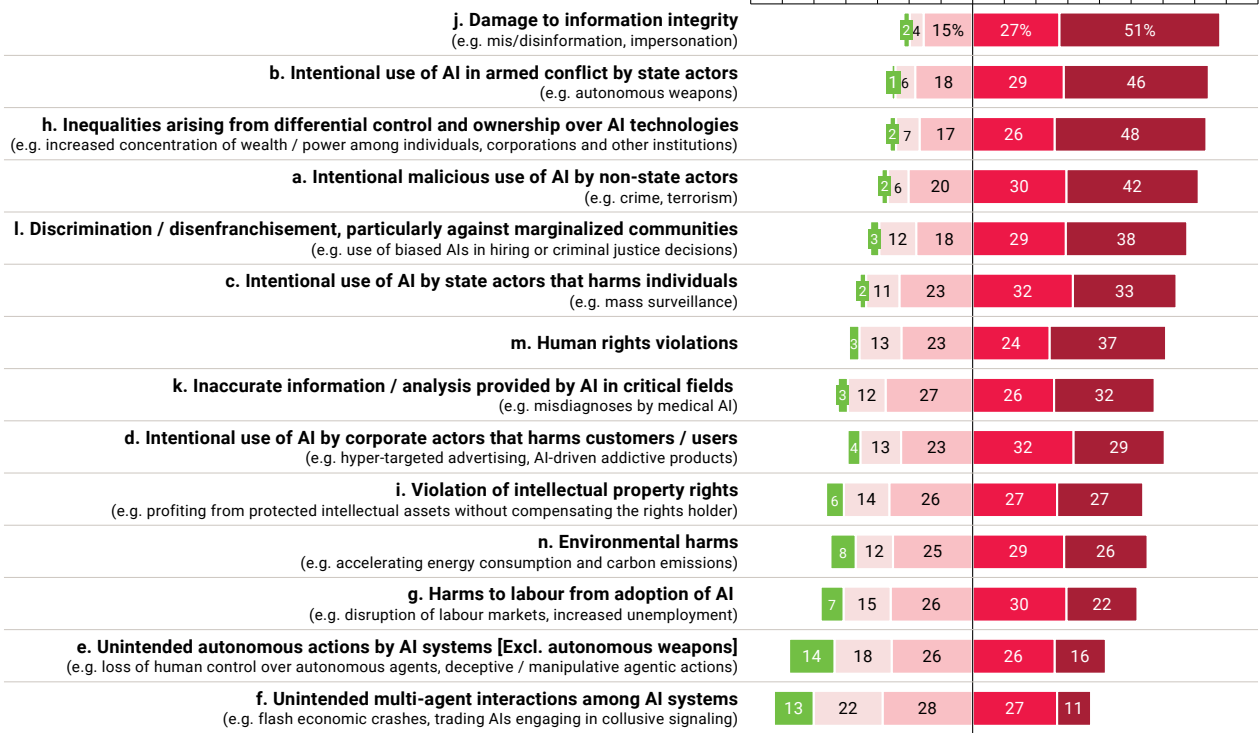 j. Damage to information integrity
(e.g. mis/disinformation, impersonation)
2 4 15% 27% 51%
b. Intentional use of AI in armed conflict by state actors
(e.g. autonomous weapons)
1 6 18 29 46
h. Inequalities arising from differential control and ownership over AI technologies
(e.g. increased concentration of wealth / power among individuals, corporations and other institutions)
2 7 17 26 48
a. Intentional malicious use of AI by non-state actors
(e.g. crime, terrorism)
2 6 20 30 42
l. Discrimination / disenfranchisement, particularly against marginalized communities
(e.g. use of biased AIs in hiring or criminal justice decisions)
3 12 18 29 38
c. Intentional use of AI by state actors that harms individuals
(e.g. mass surveillance)
2 11 23 32 33
m. Human rights violations
3 13 23 24 37
k. Inaccurate information / analysis provided by AI in critical fields
(e.g. misdiagnoses by medical AI)
3 12 27 26 32
d. Intentional use of AI by corporate actors that harms customers / users
(e.g. hyper-targeted advertising, AI-driven addictive products)
4 13 23 32 29
i. Violation of intellectual property rights
(e.g. profiting from protected intellectual assets without compensating the rights holder)
6 14 26 27 27
n. Environmental harms
(e.g. accelerating energy consumption and carbon emissions)
8 12 25 29 26
g. Harms to labour from adoption of AI
(e.g. disruption of labour markets, increased unemployment)
7 15 26 30 22
e. Unintended autonomous actions by AI systems [Excl. autonomous weapons]
(e.g. loss of human control over autonomous agents, deceptive / manipulative agentic actions)
14 18 26 26 16
f. Unintended multi-agent interactions among AI systems
(e.g. flash economic crashes, trading AIs engaging in collusive signaling)
13 22 28 27 11